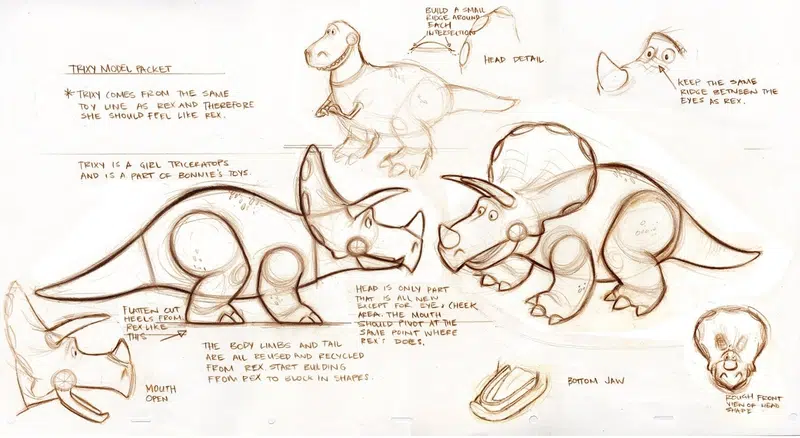 TRIXY MODEL PACKET
* TRIXY COMES FROM THE SAME
TOY LINE AS REX AND THEREFORE
SHE SHOULD FEEL LIKE REX.
TRIXY IS A GIRL TRICERATOPS
AND IS A PART OF BONNIE'S TOYS.
BUILD A SMALL
RIDGE AROUND
EACH
INTERSECTION
HEAD DETAIL
KEEP THE SAME
RIDGE BETWEEN THE
EYES AS REX.
FLATTEN OUT
HEELS FROM
REX LIKE
THIS
THE BODY LIMBS AND TAIL
ARE ALL REUSED AND RECYCLED
FROM REX. START BUILDING
FROM REX TO BLOCK IN SHAPES.
HEAD IS ONLY PART
THAT IS ALL NEW
EXCEPT FOR EYE & CHEEK
AREA. THE MOUTH
SHOULD PIVOT AT THE
SAME POINT WHERE
REX'S DOES.
MOUTH
OPEN
BOTTOM JAW
ROUGH FRONT
VIEW OF HEAD
SHAPE